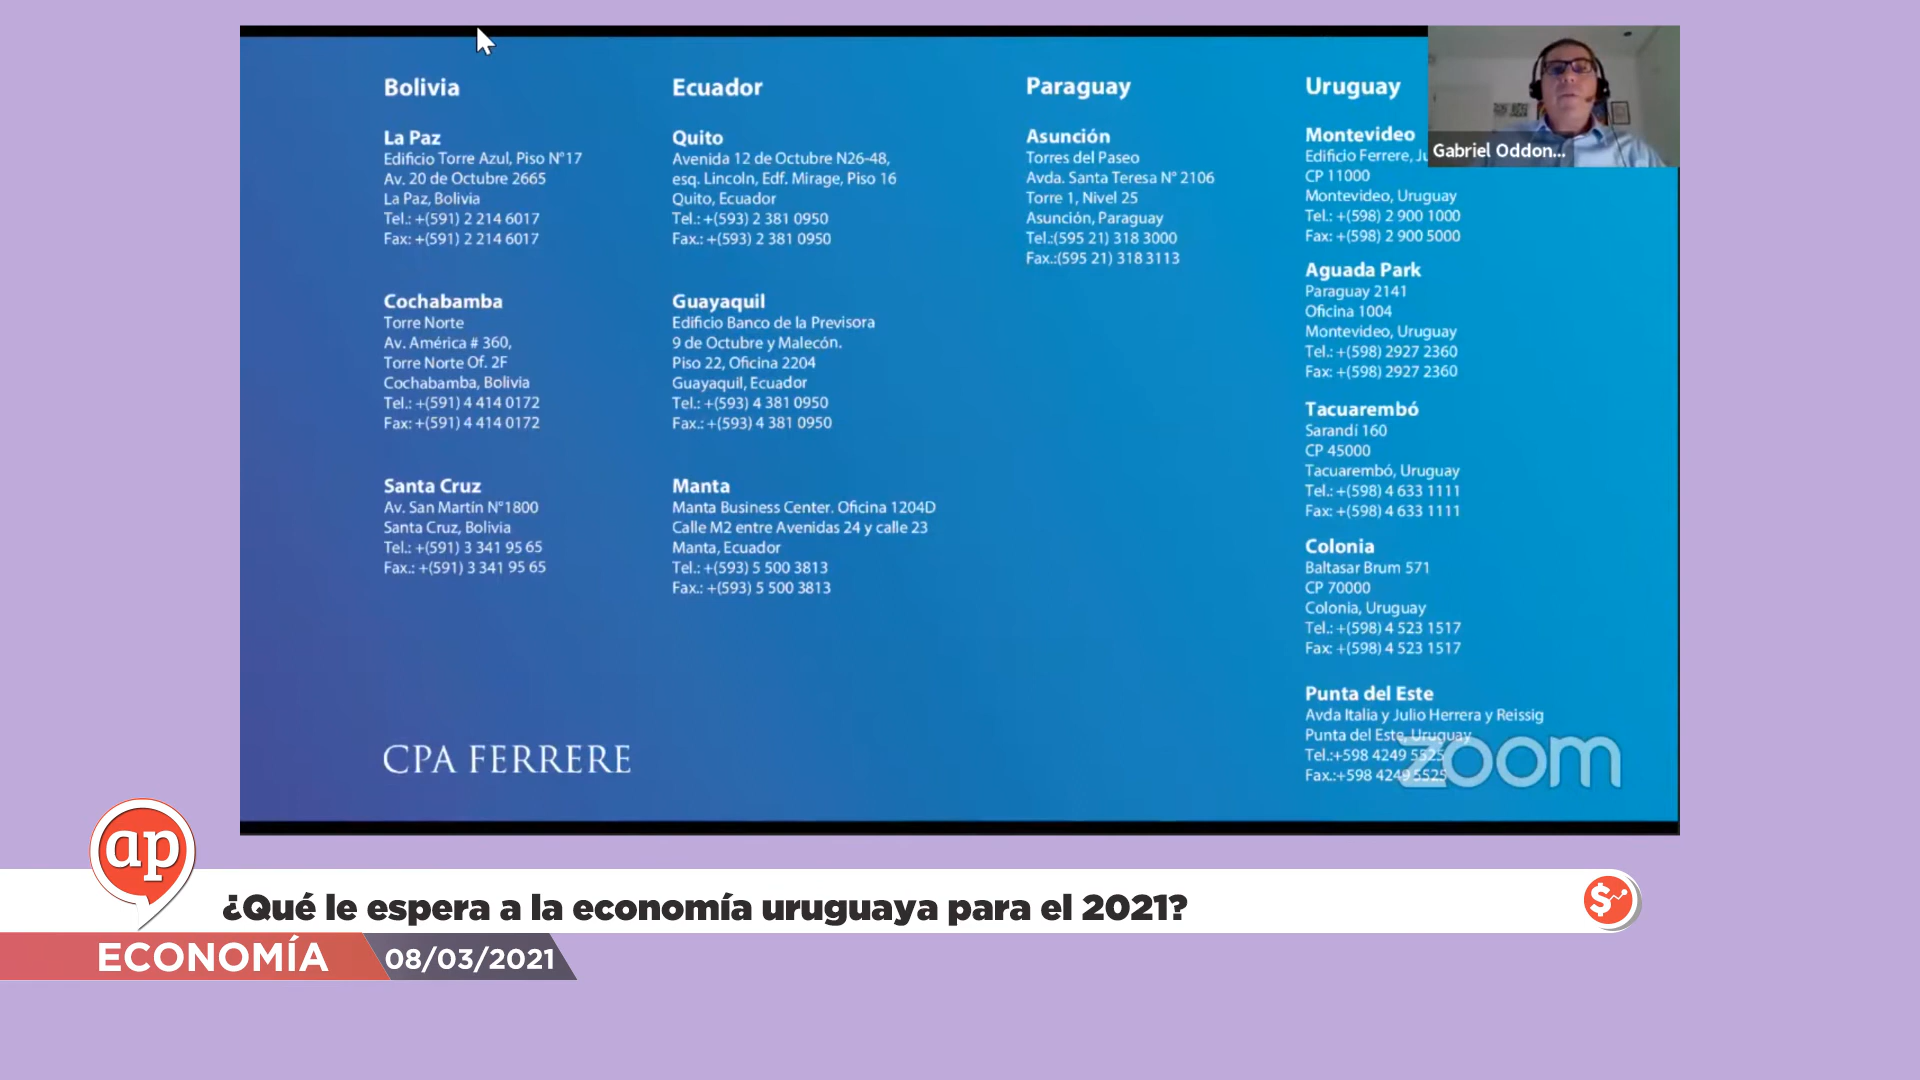 Bolivia
La Paz
Edificio Torre Azul, Piso N°17
Av. 20 de Octubre 2665
La Paz, Bolivia
Tel.: +(591) 2 214 6017
Fax: +(591) 2 214 6017
Cochabamba
Torre Norte
Av. América # 360,
Torre Norte Of. 2F
Cochabamba, Bolivia
Tel.: +(591) 4 414 0172
Fax: +(591) 4 414 0172
Santa Cruz
Av. San Martín N°1800
Santa Cruz, Bolivia
Tel.: +(591) 3 341 95 65
Fax.: +(591) 3 341 95 65
Ecuador
Quito
Avenida 12 de Octubre N26-48,
esq. Lincoln, Edf. Mirage, Piso 16
Quito, Ecuador
Tel.: +(593) 2 381 0950
Fax.: +(593) 2 381 0950
Guayaquil
Edificio Banco de la Previsora
9 de Octubre y Malecón.
Piso 22, Oficina 2204
Guayaquil, Ecuador
Tel.: +(593) 4 381 0950
Fax.: +(593) 4 381 0950
Manta
Manta Business Center. Oficina 1204D
Calle M2 entre Avenidas 24 y calle 23
Manta, Ecuador
Tel.: +(593) 5 500 3813
Fax.: +(593) 5 500 3813
Paraguay
Asunción
Torres del Paseo
Avda. Santa Teresa N° 2106
Torre 1, Nivel 25
Asunción, Paraguay
Tel.:(595 21) 318 3000
Fax.:(595 21) 318 3113
Uruguay
Montevideo
Edificio Ferrere,
CP 11000
Montevideo, Uruguay
Tel.: +(598) 2 900 1000
Fax: +(598) 2 900 5000
Aguada Park
Paraguay 2141
Oficina 1004
Montevideo, Uruguay
Tel.: +(598) 2927 2360
Fax: +(598) 2927 2360
Tacuarembó
Sarandí 160
CP 45000
Tacuarembó, Uruguay
Tel.: +(598) 4 633 1111
Fax: +(598) 4 633 1111
Colonia
Baltasar Brum 571
CP 70000
Colonia, Uruguay
Tel.: +(598) 4 523 1517
Fax: +(598) 4 523 1517
Punta del Este
Avda Italia y Julio Herrera y Reissig
Punta del Este, Uruguay
Tel.:+598 4249 5525
Fax.:+598 4249 5525
Gabriel Oddon...
CPA FERRERE
zoom
ap
¿Qué le espera a la economía uruguaya para el 2021?
$
ECONOMÍA
08/03/2021